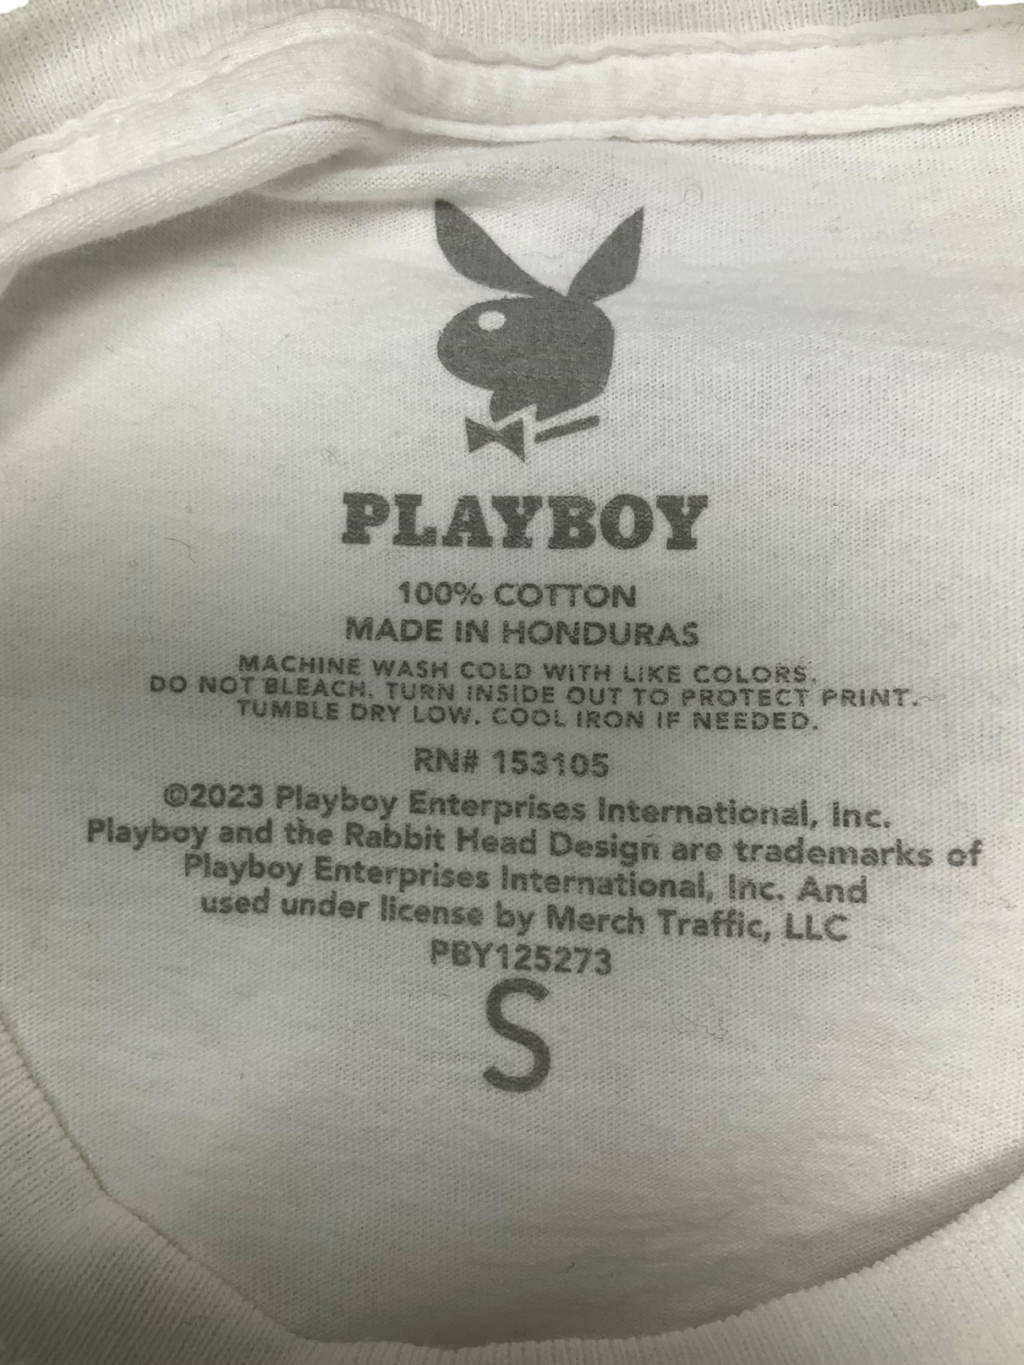 PLAYBOY
100% COTTON
MADE IN HONDURAS
MACHINE WASH COLD WITH LIKE COLORS.
DO NOT BLEACH. TURN INSIDE OUT TO PROTECT PRINT.
TUMBLE DRY LOW. COOL IRON IF NEEDED.
RN# 153105
©2023 Playboy Enterprises International, Inc.
Playboy and the Rabbit Head Design are trademarks of
Playboy Enterprises International, Inc. And
used under license by Merch Traffic, LLC
PBY125273
S